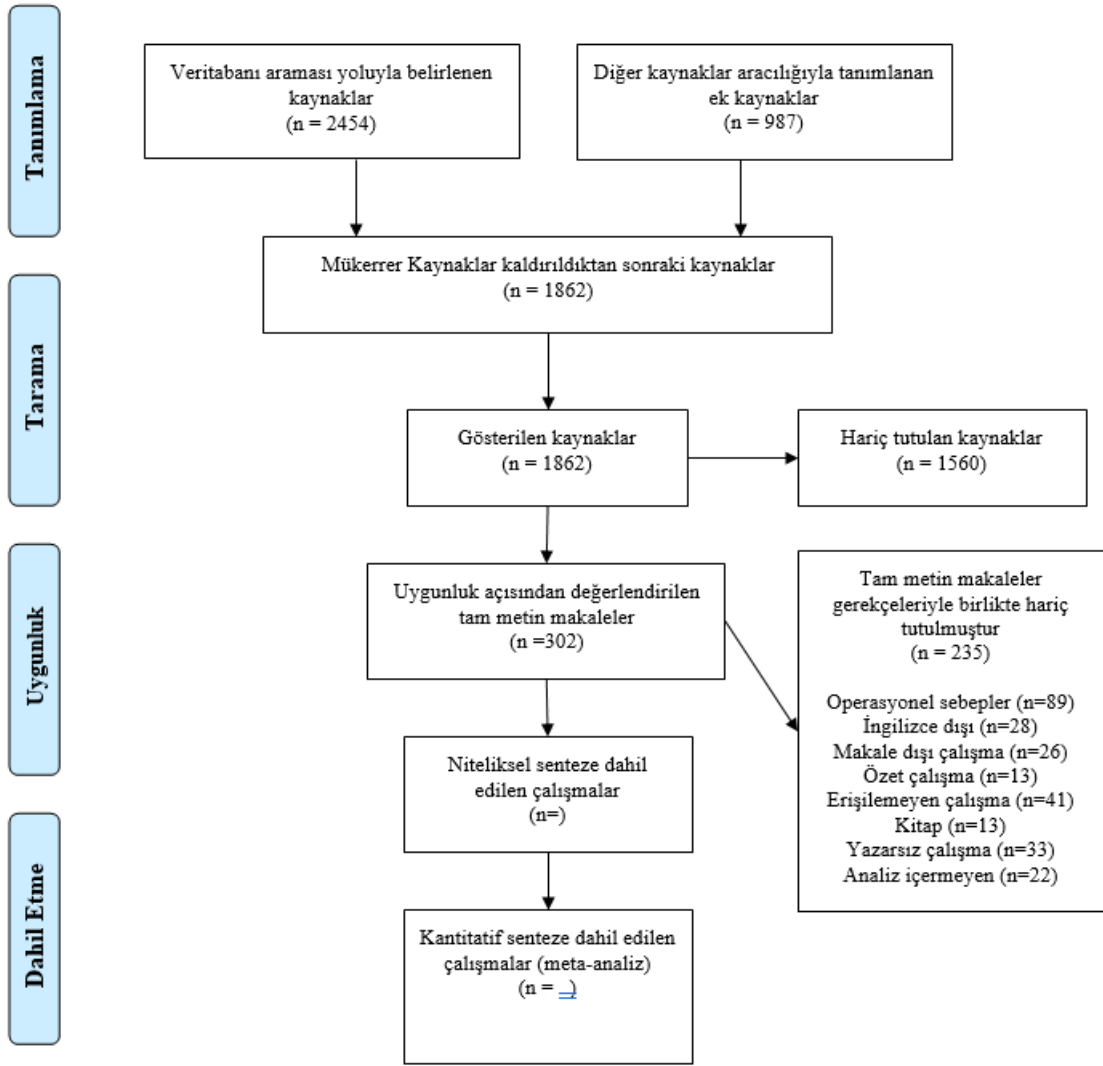 Tanımlama
Veritabanı araması yoluyla belirlenen
kaynaklar
(n = 2454)
Diğer kaynaklar aracılığıyla tanımlanan
ek kaynaklar
(n = 987)
Mükerrer Kaynaklar kaldırıldıktan sonraki kaynaklar
(n = 1862)
Tarama
Gösterilen kaynaklar
(n = 1862)
Hariç tutulan kaynaklar
(n = 1560)
Uygunluk
Uygunluk açısından değerlendirilen
tam metin makaleler
(n =302)
Tam metin makaleler
gerekçeleriyle birlikte hariç
tutulmuştur
(n = 235)
Operasyonel sebepler (n=89)
İngilizce dışı (n=28)
Makale dışı çalışma (n=26)
Özet çalışma (n=13)
Erişilemeyen çalışma (n=41)
Kitap (n=13)
Yazarsız çalışma (n=33)
Analiz içermeyen (n=22)
Niteliksel senteze dahil
edilen çalışmalar
(n=)
Dahil Etme
Kantitatif senteze dahil edilen
çalışmalar (meta-analiz)
(n = _)